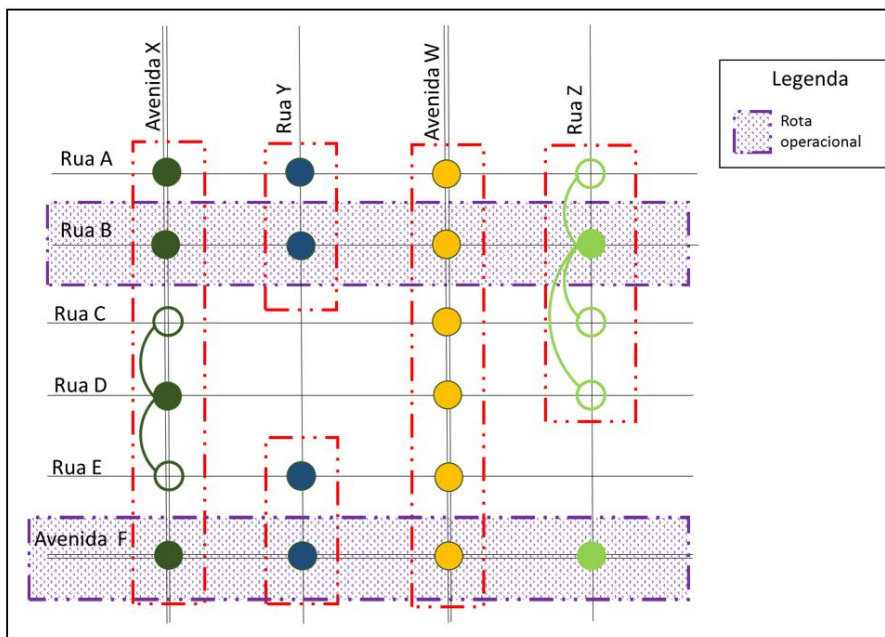 Avenida X
Rua Y
Avenida W
Rua Z
Legenda
Rota
operacional
Rua A
Rua B
Rua C
Rua D
Rua E
Avenida F